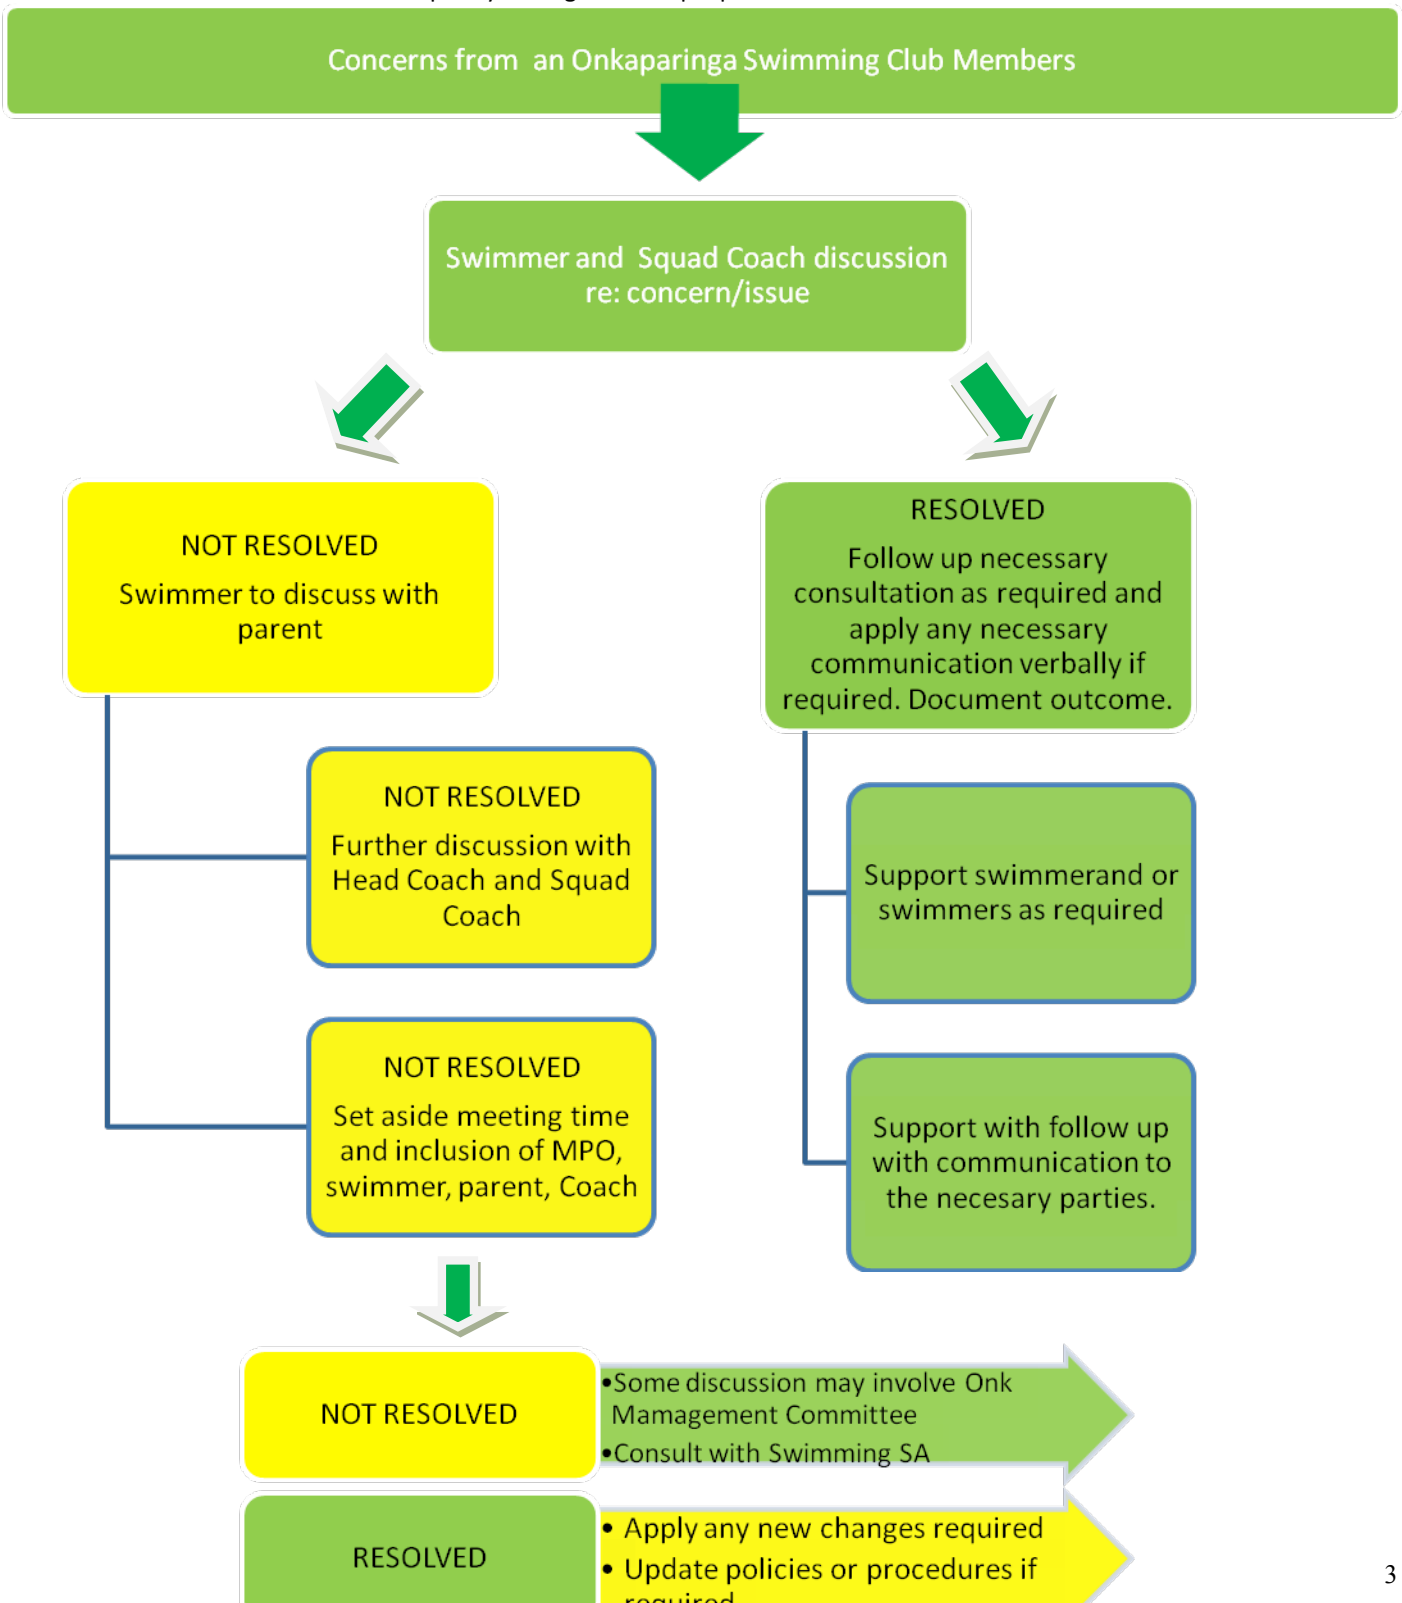 Concerns from an Onkaparinga Swimming Club Members
Swimmer and Squad Coach discussion
re: concern/issue
NOT RESOLVED
Swimmer to discuss with
parent
NOT RESOLVED
Further discussion with
Head Coach and Squad
Coach
NOT RESOLVED
Set aside meeting time
and inclusion of MPO,
swimmer, parent, Coach
RESOLVED
Follow up necessary
consultation as required and
apply any necessary
communication verbally if
required. Document outcome.
Support swimmerand or
swimmers as required
Support with follow up
with communication to
the necesary parties.
NOT RESOLVED
•Some discussion may involve Onk
Mamagement Committee
•Consult with Swimming SA
RESOLVED
• Apply any new changes required
• Update policies or procedures if
required
3